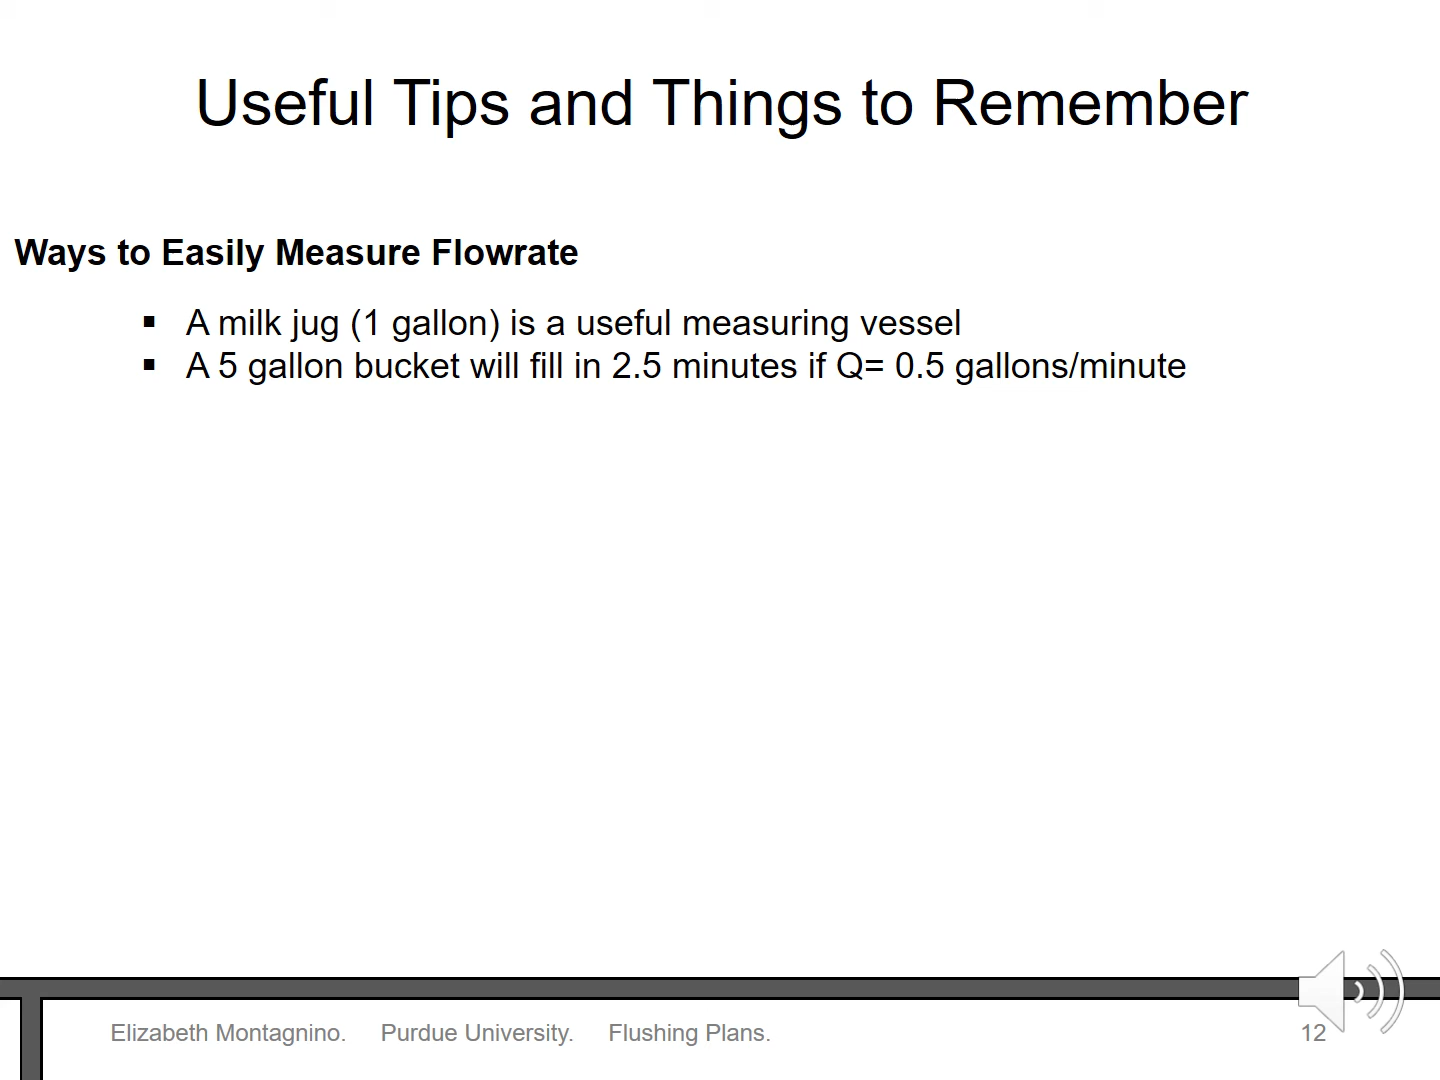 Useful Tips and Things to Remember
Ways to Easily Measure Flowrate
▪ A milk jug (1 gallon) is a useful measuring vessel
▪ A 5 gallon bucket will fill in 2.5 minutes if Q= 0.5 gallons/minute
Elizabeth Montagnino. Purdue University. Flushing Plans. 12